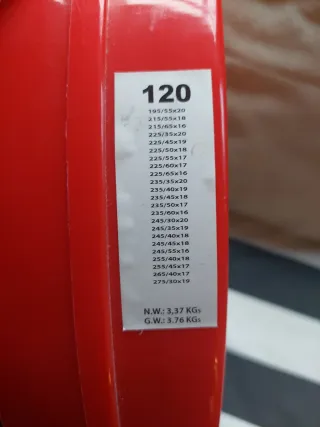 120
195/55x20
215/55x18
215/65x16
225/35x20
225/45x19
225/50x18
225/55x17
225/60x17
225/65x16
235/35x20
235/40x19
235/45x18
235/50x17
235/60x16
245/30x20
245/35x19
245/40x18
245/45x18
245/55x16
255/40x18
255/45x17
265/40x17
275/30x19
N.W.: 3,37 KGs
G.W.: 3.76 KGs